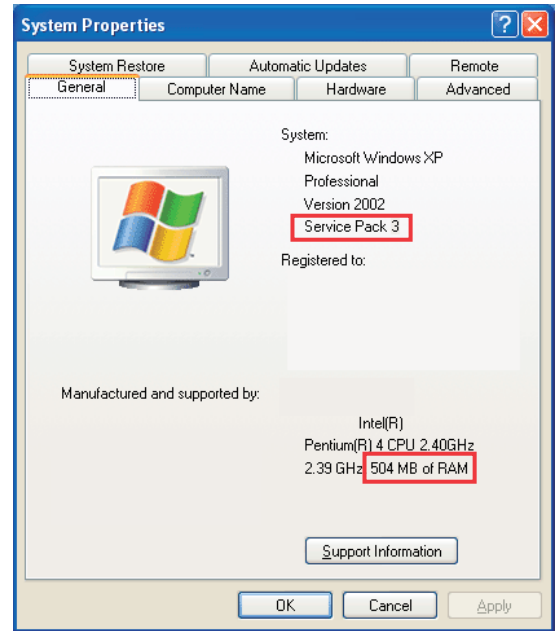 System Properties
System Restore Automatic Updates Remote
General Computer Name Hardware Advanced
System:
Microsoft Windows XP
Professional
Version 2002
Service Pack 3
Registered to:
Manufactured and supported by:
Intel(R)
Pentium(R) 4 CPU 2.40GHz
2.39 GHz, 504 MB of RAM
Support Information
OK Cancel Apply